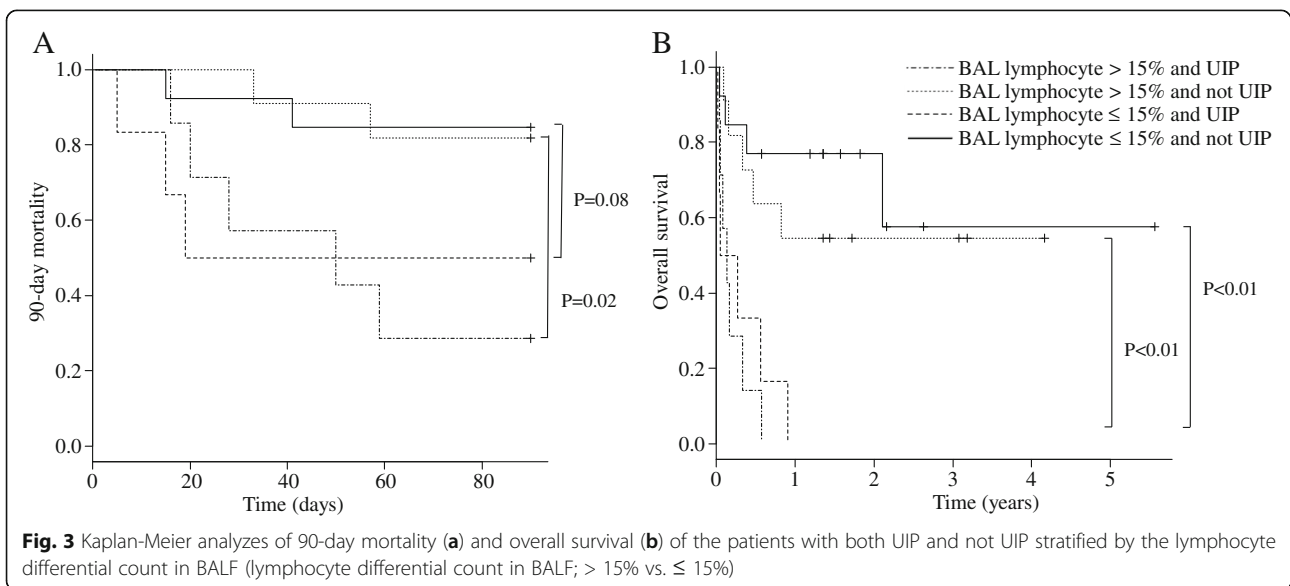 A
1.0
0.8
0.6
0.4
0.2
0.0
90-day mortality
0
20
40
60
80
Time (days)
P=0.08
P=0.02
B
BAL lymphocyte > 15% and UIP
BAL lymphocyte > 15% and not UIP
BAL lymphocyte ≤ 15% and UIP
BAL lymphocyte ≤ 15% and not UIP
1.0
0.8
0.6
0.4
0.2
0.0
Overall survival
0
1
2
3
4
5
Time (years)
P<0.01
P<0.01
Fig. 3 Kaplan-Meier analyzes of 90-day mortality (a) and overall survival (b) of the patients with both UIP and not UIP stratified by the lymphocyte
differential count in BALF (lymphocyte differential count in BALF; > 15% vs. ≤ 15%)